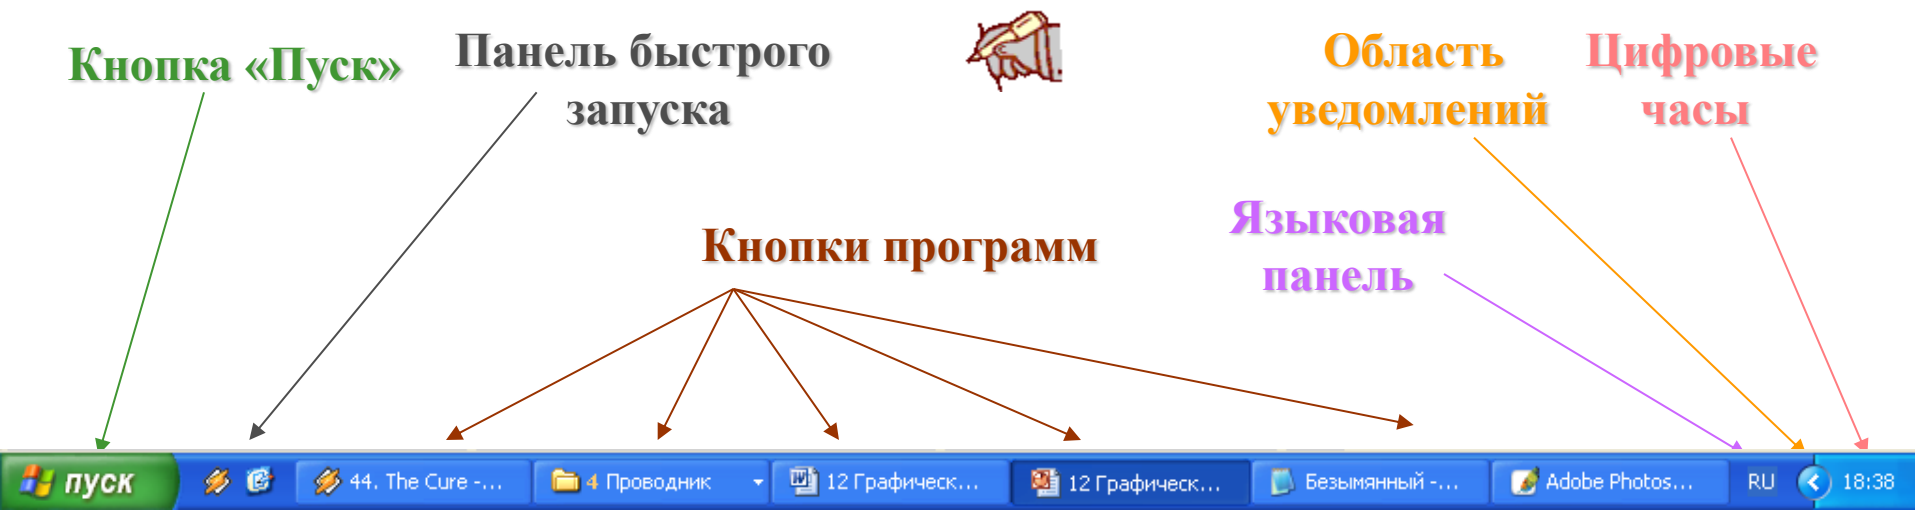 Кнопка «Пуск»
Панель быстрого
запуска
Область
уведомлений
Цифровые
часы
Языковая
панель
Кнопки программ
пуск
44. The Cure -...
4 Проводник
12 Графическ...
12 Графическ...
Безымянный -...
Adobe Photos...
RU
18:38